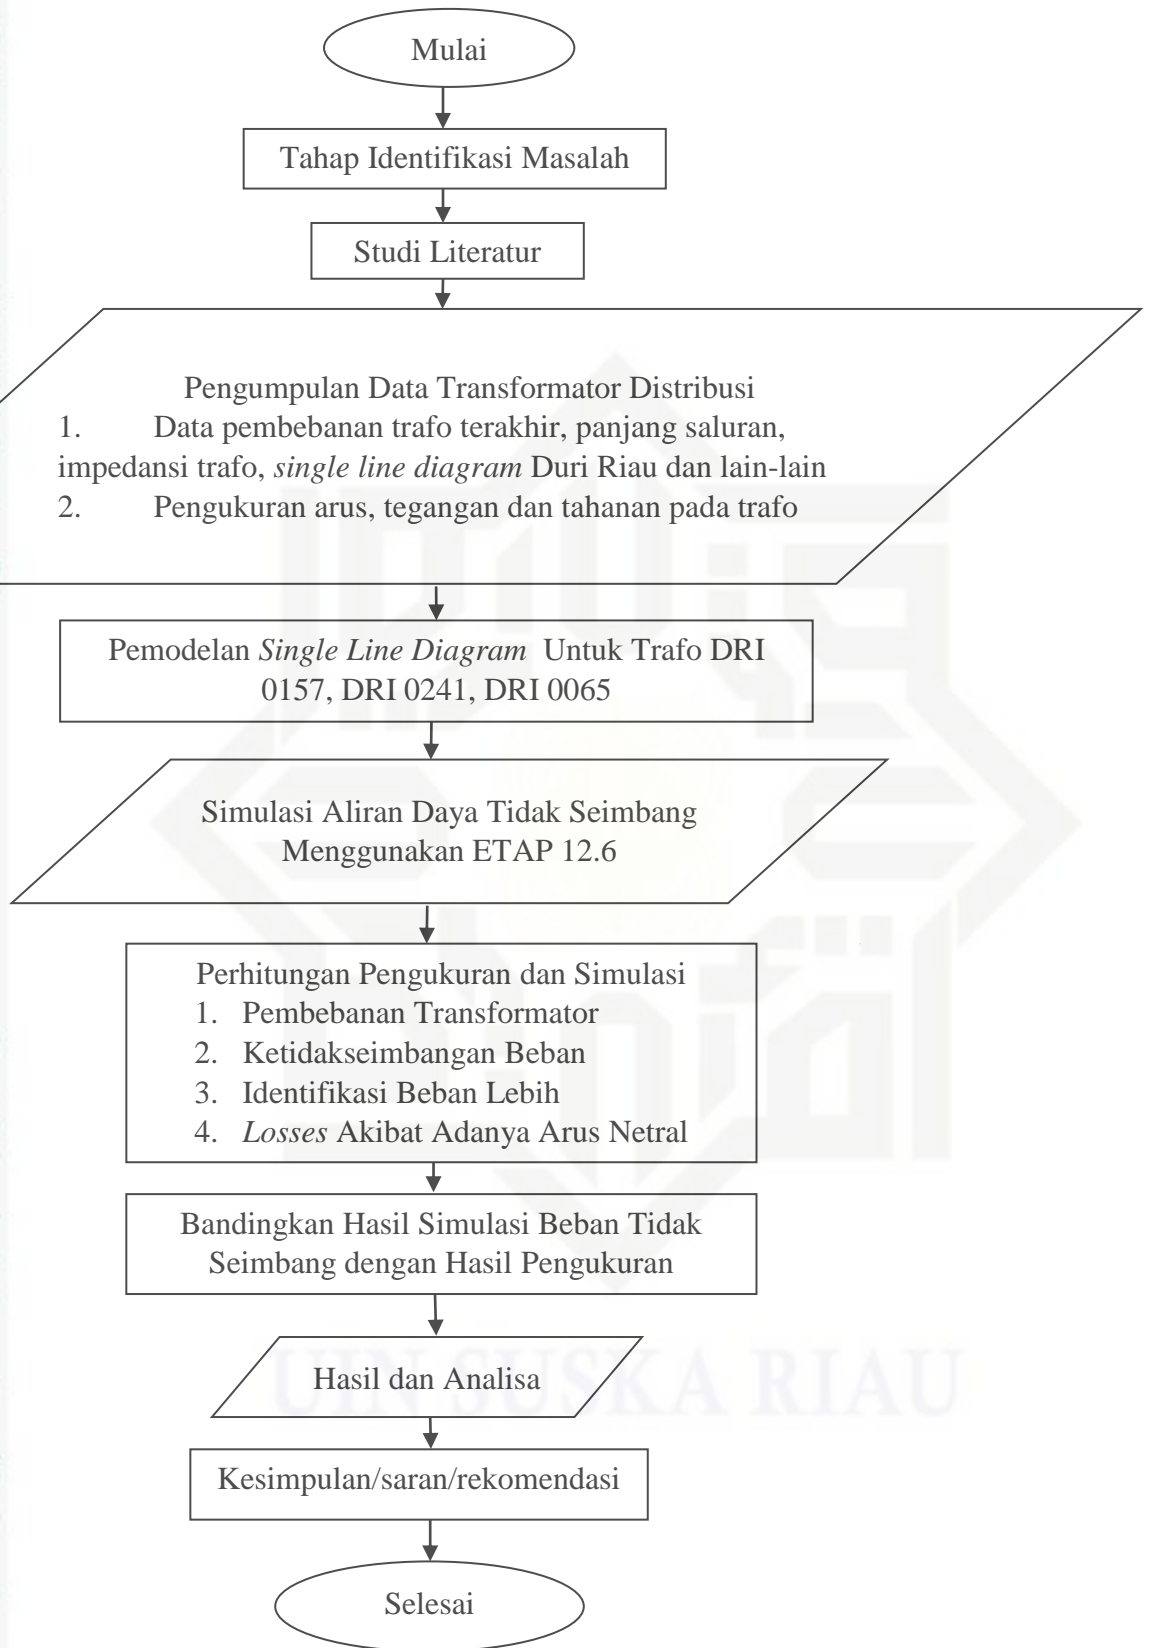 Mulai
Tahap Identifikasi Masalah
Studi Literatur
Pengumpulan Data Transformator Distribusi
1. Data pembebanan trafo terakhir, panjang saluran,
impedansi trafo, single line diagram Duri Riau dan lain-lain
2. Pengukuran arus, tegangan dan tahanan pada trafo
Pemodelan Single Line Diagram Untuk Trafo DRI
0157, DRI 0241, DRI 0065
Simulasi Aliran Daya Tidak Seimbang
Menggunakan ETAP 12.6
Perhitungan Pengukuran dan Simulasi
1. Pembebanan Transformator
2. Ketidakseimbangan Beban
3. Identifikasi Beban Lebih
4. Losses Akibat Adanya Arus Netral
Bandingkan Hasil Simulasi Beban Tidak
Seimbang dengan Hasil Pengukuran
Hasil dan Analisa
UIN SUSKA RIAU
Kesimpulan/saran/rekomendasi
Selesai